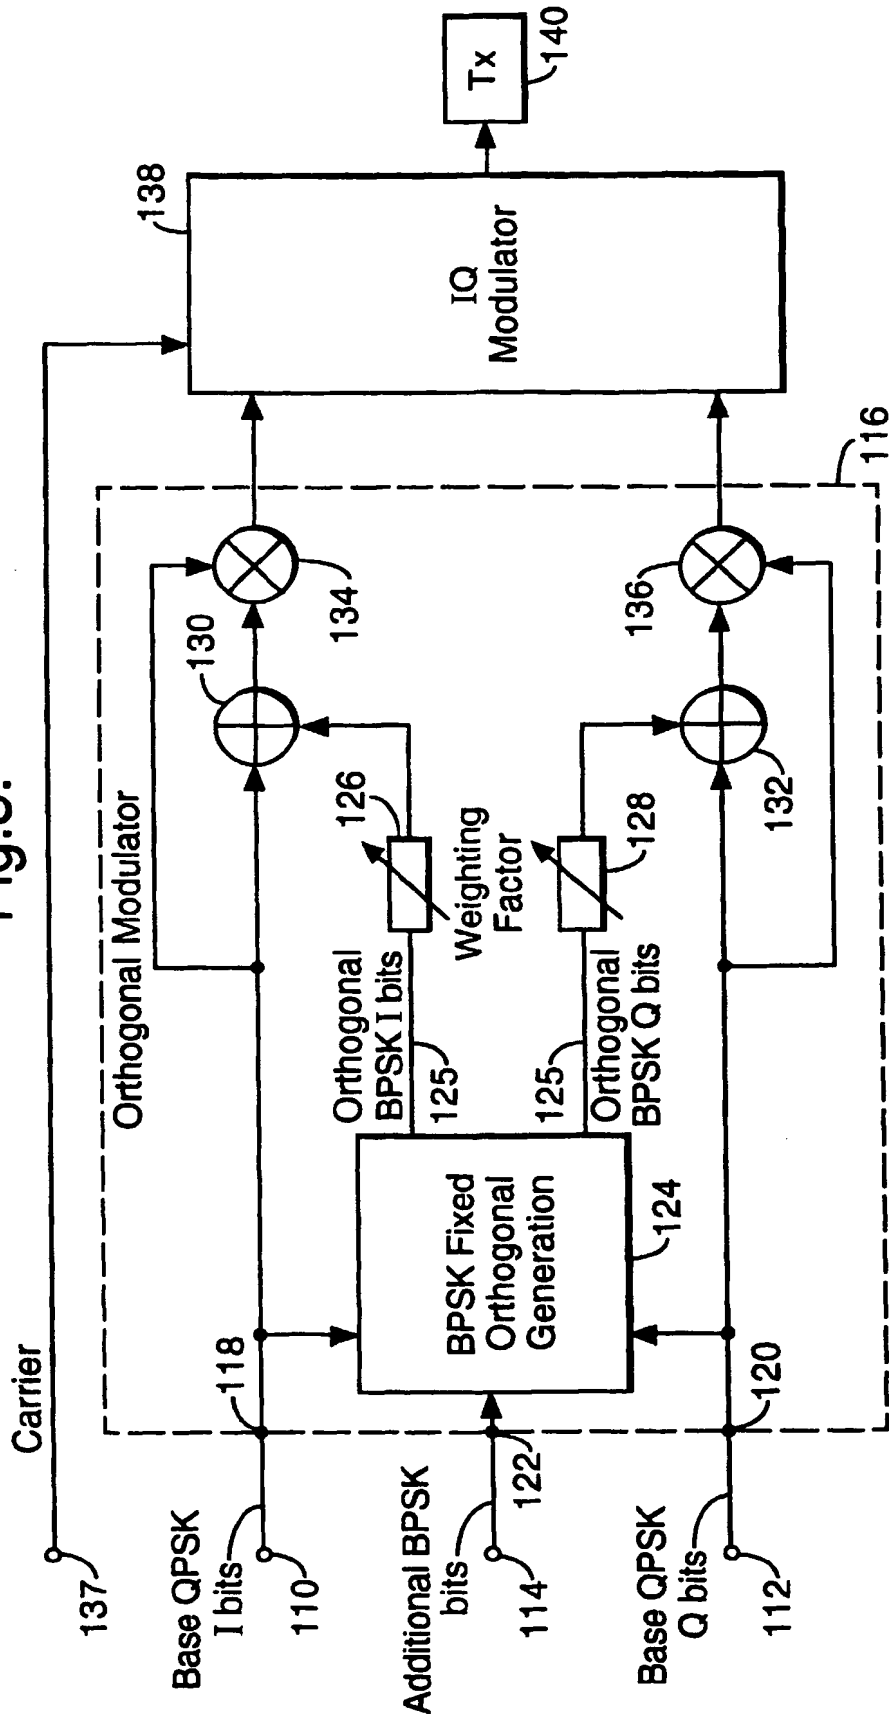 Carrier
137
Base QPSK
I bits
110
118
Additional BPSK
bits
114
122
Base QPSK
Q bits
112
120
Orthogonal Modulator
BPSK Fixed
Orthogonal
Generation
124
Orthogonal
BPSK I bits
125
125
Orthogonal
BPSK Q bits
126
Weighting
Factor
128
130
132
134
136
116
138
IQ
Modulator
Tx
140